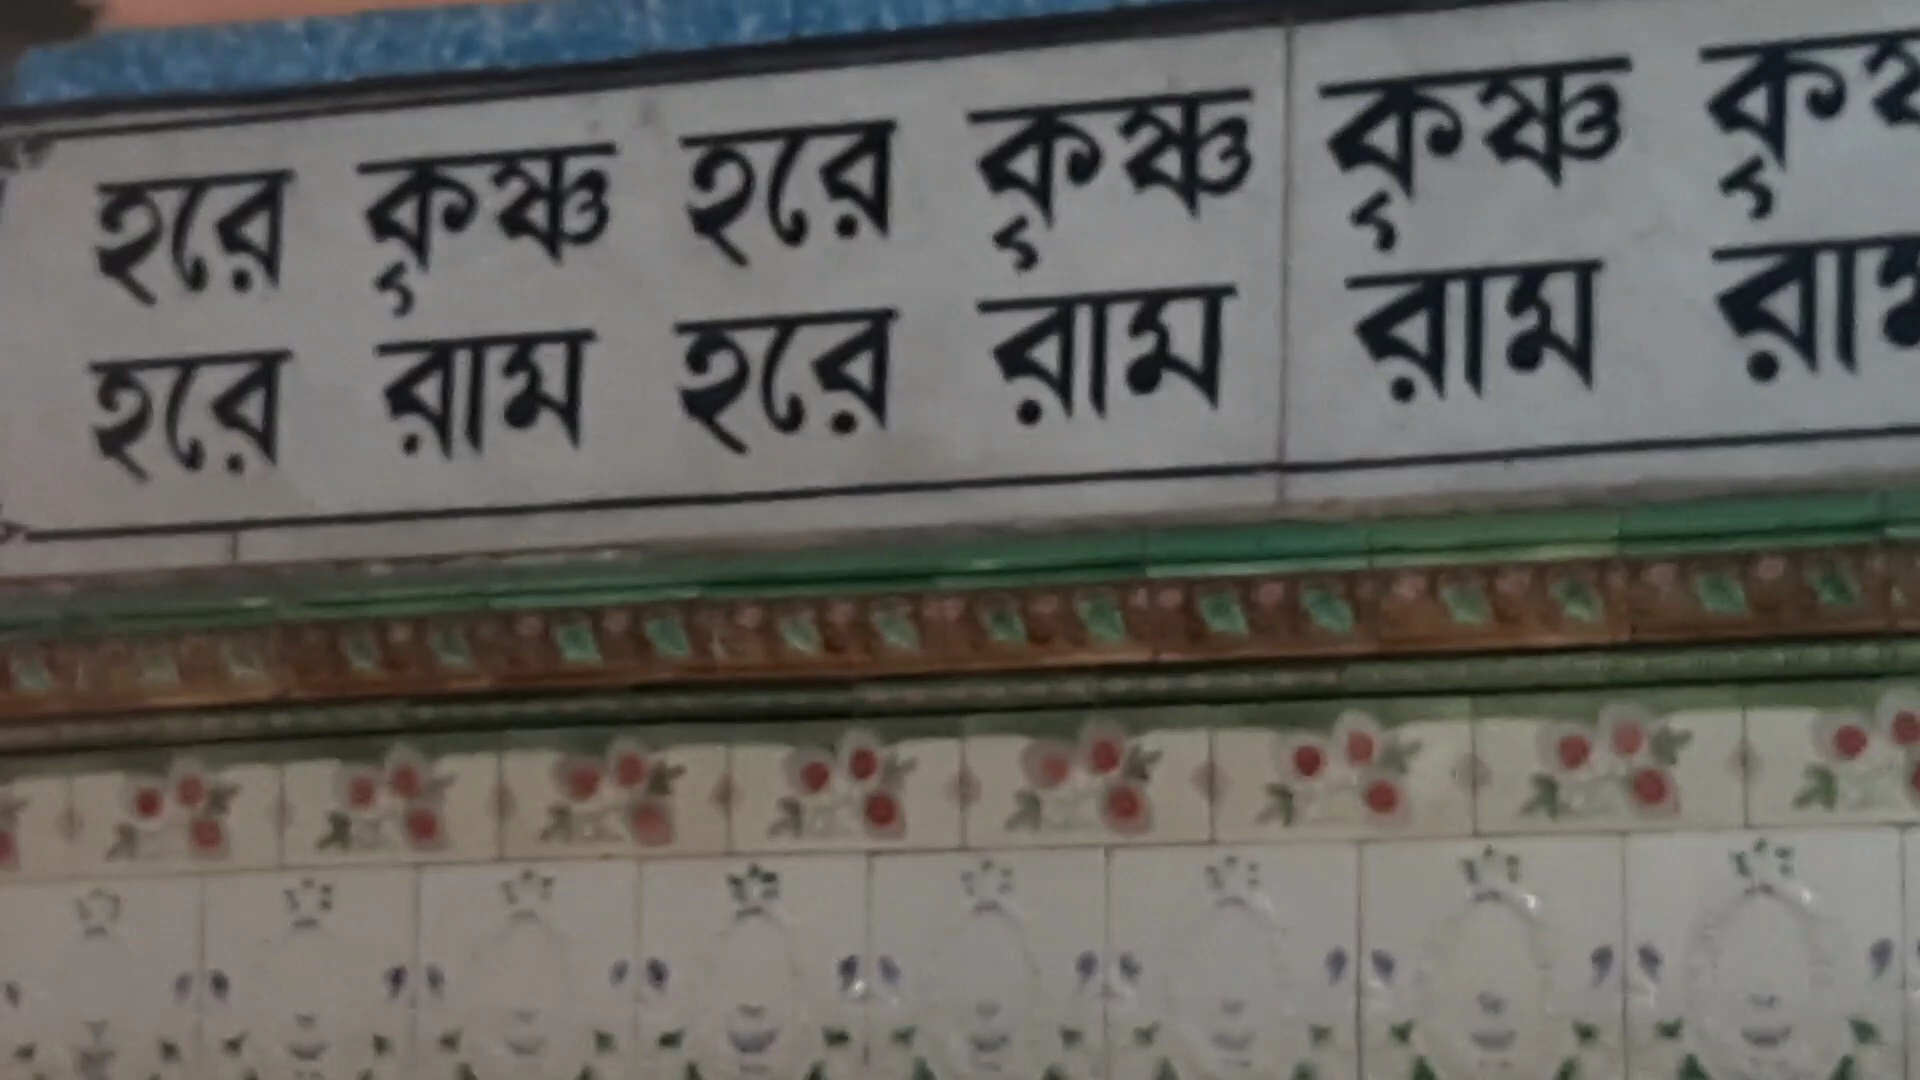 হরে কৃষ্ণ হরে কৃষ্ণ কৃষ্ণ
হরে রাম হরে রাম রাম